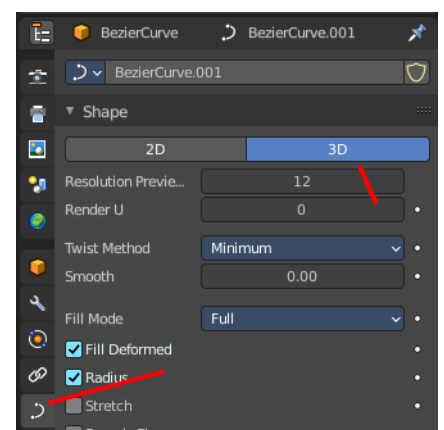 BezierCurve BezierCurve.001
BezierCurve.001
Shape
2D 3D
Resolution Previe... 12
Render U 0
Twist Method Minimum
Smooth 0.00
Fill Mode Full
Fill Deformed
Radius
Stretch